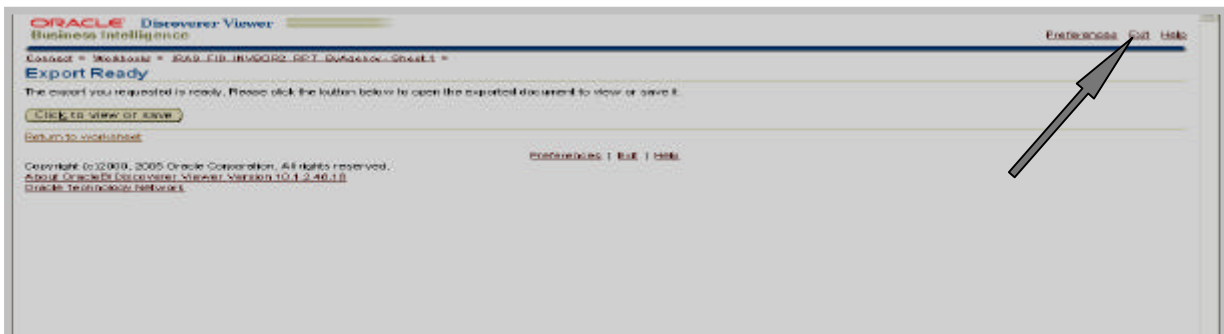 ORACLE Discoverer Viewer
Business Intelligence
Preferences Exit Help
Connect > Workbooks >
Export Ready
The export you requested is ready. Please click the button below to open the exported document to view or save it.
Click to view or save
Return to worksheet
Preferences | Exit | Help
Copyright (c)2000, 2005 Oracle Corporation. All rights reserved.
About OracleBI Discoverer Viewer Version 10.1.2.48.18
Oracle Technology Network